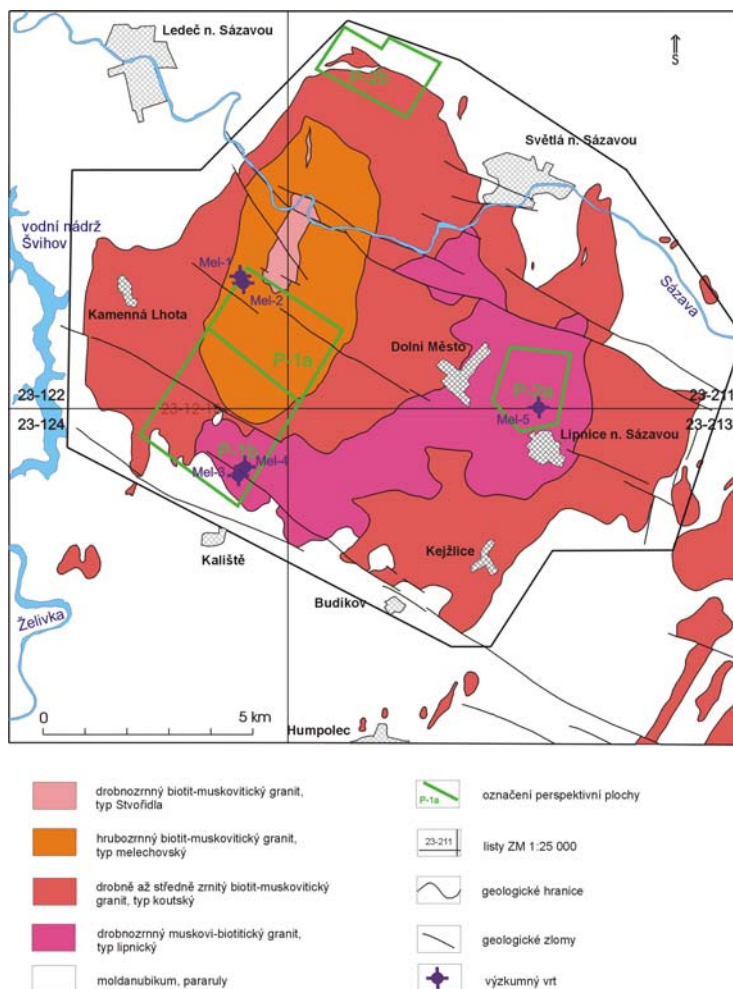 Ledeč n. Sázavou
S
P-2b
Světlá n. Sázavou
vodní nádrž
Švihov
Mel-1
Mel-2
Sázava
Kamenná Lhota
Dolní Město
P-1a
P-2a
23-122
23-211
23-124
23-213
Mel-5
Lipnice n. Sázavou
P-1b
Mel-3
Mel-4
Kaliště
Kejžlice
Budíkov
Želivka
0
5 km
Humpolec
drobnozrnný biotit-muskovitický granit,
typ Stvořidla
hrubozrnný biotit-muskovitický granit,
typ melechovský
drobně až středně zrnitý biotit-muskovitický
granit, typ koutský
drobnozrnný muskovi-biotitický granit,
typ lipnický
moldanubikum, pararuly
P-1a
označení perspektivní plochy
23-211
listy ZM 1:25 000
geologické hranice
geologické zlomy
výzkumný vrt